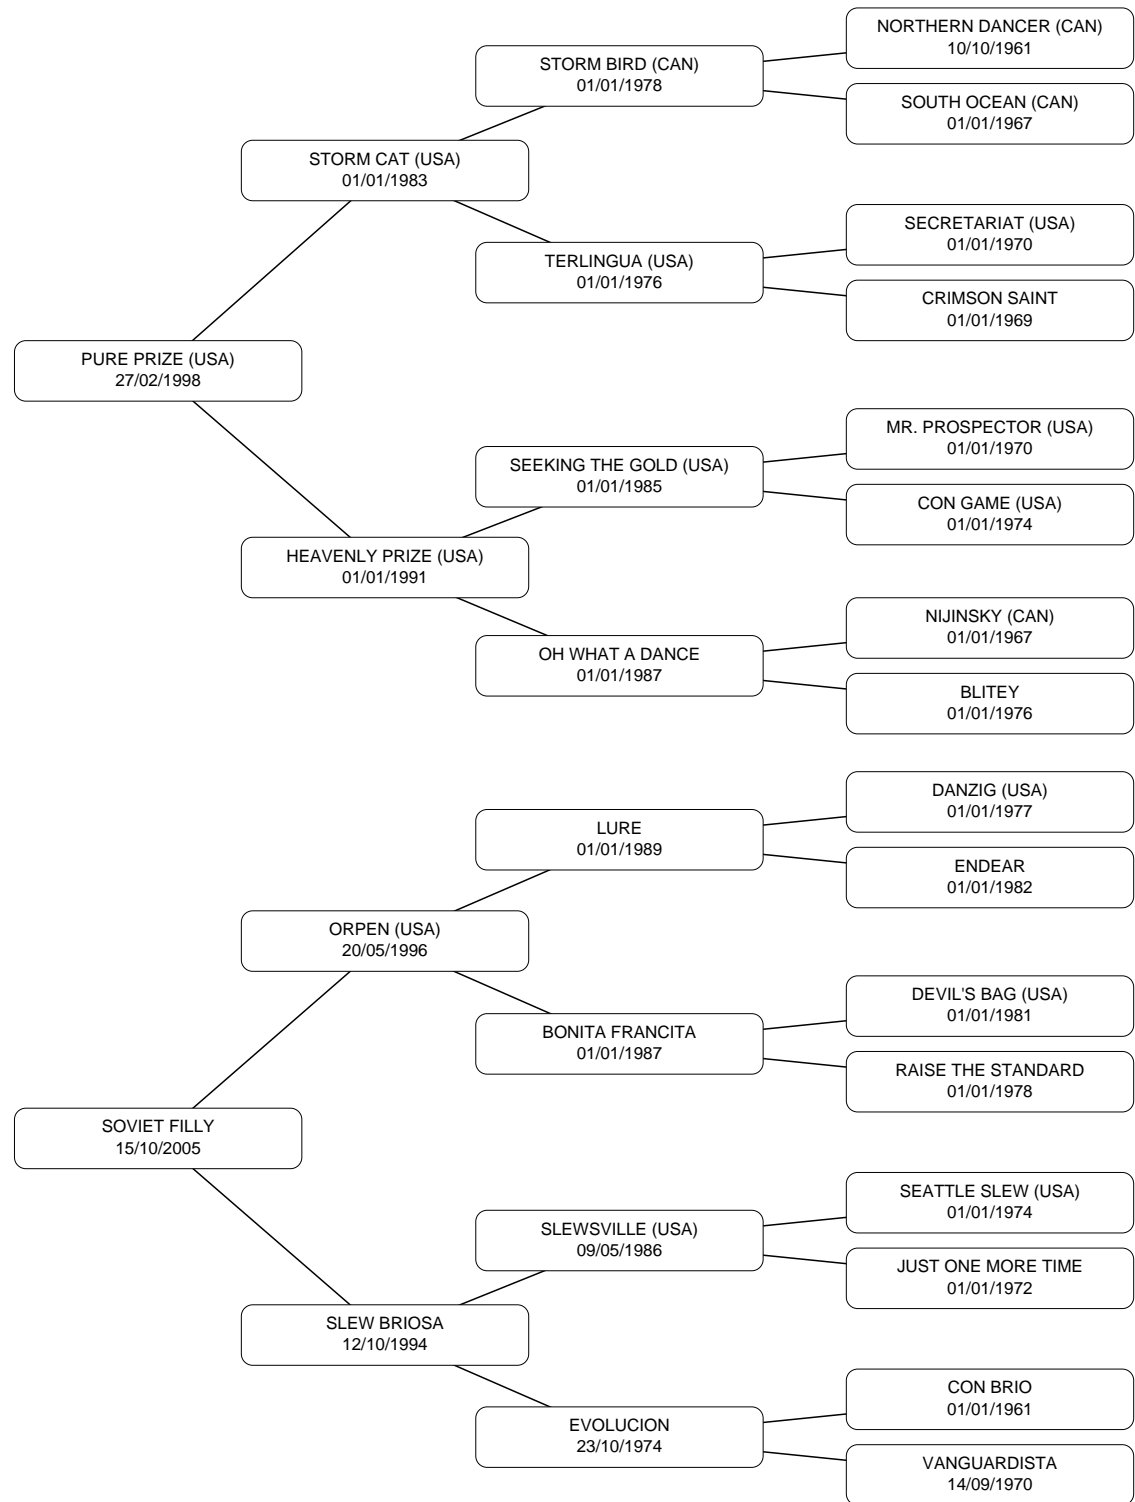 NORTHERN DANCER (CAN)
10/10/1961
STORM BIRD (CAN)
01/01/1978
SOUTH OCEAN (CAN)
01/01/1967
STORM CAT (USA)
01/01/1983
SECRETARIAT (USA)
01/01/1970
TERLINGUA (USA)
01/01/1976
CRIMSON SAINT
01/01/1969
PURE PRIZE (USA)
27/02/1998
MR. PROSPECTOR (USA)
01/01/1970
SEEKING THE GOLD (USA)
01/01/1985
CON GAME (USA)
01/01/1974
HEAVENLY PRIZE (USA)
01/01/1991
NIJINSKY (CAN)
01/01/1967
OH WHAT A DANCE
01/01/1987
BLITEY
01/01/1976
DANZIG (USA)
01/01/1977
LURE
01/01/1989
ENDEAR
01/01/1982
ORPEN (USA)
20/05/1996
DEVIL'S BAG (USA)
01/01/1981
BONITA FRANCITA
01/01/1987
RAISE THE STANDARD
01/01/1978
SOVIET FILLY
15/10/2005
SEATTLE SLEW (USA)
01/01/1974
SLEWSVILLE (USA)
09/05/1986
JUST ONE MORE TIME
01/01/1972
SLEW BRIOSA
12/10/1994
CON BRIO
01/01/1961
EVOLUCION
23/10/1974
VANGUARDISTA
14/09/1970